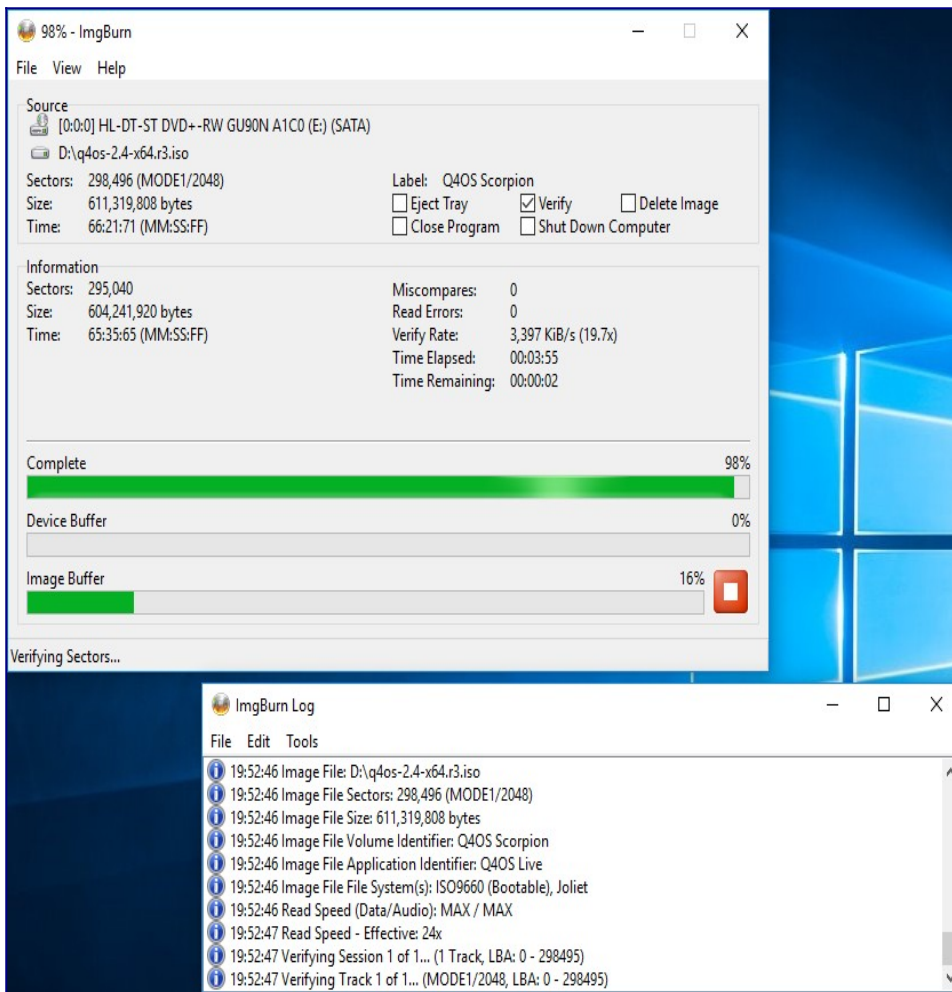 98% - ImgBurn
File View Help
Source
[0:0:0] HL-DT-ST DVD+-RW GU90N A1C0 (E:) (SATA)
D:\q4os-2.4-x64.r3.iso
Sectors: 298,496 (MODE1/2048)
Label: Q4OS Scorpion
Size: 611,319,808 bytes
Eject Tray Verify Delete Image
Time: 66:21:71 (MM:SS:FF)
Close Program Shut Down Computer
Information
Sectors: 295,040
Miscompares: 0
Size: 604,241,920 bytes
Read Errors: 0
Time: 65:35:65 (MM:SS:FF)
Verify Rate: 3,397 KiB/s (19.7x)
Time Elapsed: 00:03:55
Time Remaining: 00:00:02
Complete 98%
Device Buffer 0%
Image Buffer 16%
Verifying Sectors...
ImgBurn Log
File Edit Tools
19:52:46 Image File: D:\q4os-2.4-x64.r3.iso
19:52:46 Image File Sectors: 298,496 (MODE1/2048)
19:52:46 Image File Size: 611,319,808 bytes
19:52:46 Image File Volume Identifier: Q4OS Scorpion
19:52:46 Image File Application Identifier: Q4OS Live
19:52:46 Image File File System(s): ISO9660 (Bootable), Joliet
19:52:46 Read Speed (Data/Audio): MAX / MAX
19:52:47 Read Speed - Effective: 24x
19:52:47 Verifying Session 1 of 1... (1 Track, LBA: 0 - 298495)
19:52:47 Verifying Track 1 of 1... (MODE1/2048, LBA: 0 - 298495)